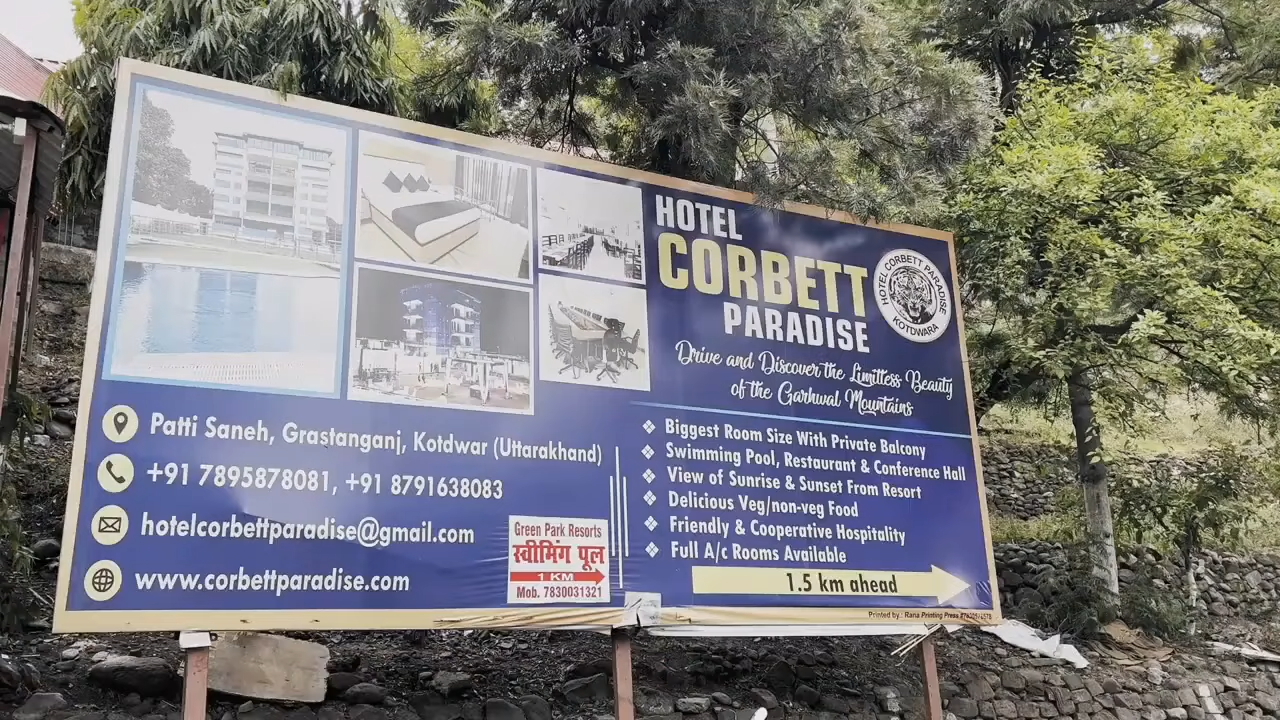 HOTEL
CORBETT
PARADISE
HOTEL CORBETT PARADISE
KOTDWARA
Drive and Discover the Limitless Beauty
of the Garhwal Mountains
Patti Saneh, Grastanganj, Kotdwar (Uttarakhand)
+91 7895878081, +91 8791638083
hotelcorbettparadise@gmail.com
www.corbettparadise.com
Green Park Resorts
स्वीमिंग पूल
1 KM
Mob. 7830031321
❖ Biggest Room Size With Private Balcony
❖ Swimming Pool, Restaurant & Conference Hall
❖ View of Sunrise & Sunset From Resort
❖ Delicious Veg/non-veg Food
❖ Friendly & Cooperative Hospitality
❖ Full A/c Rooms Available
1.5 km ahead
Printed by.: Rana Printing Press